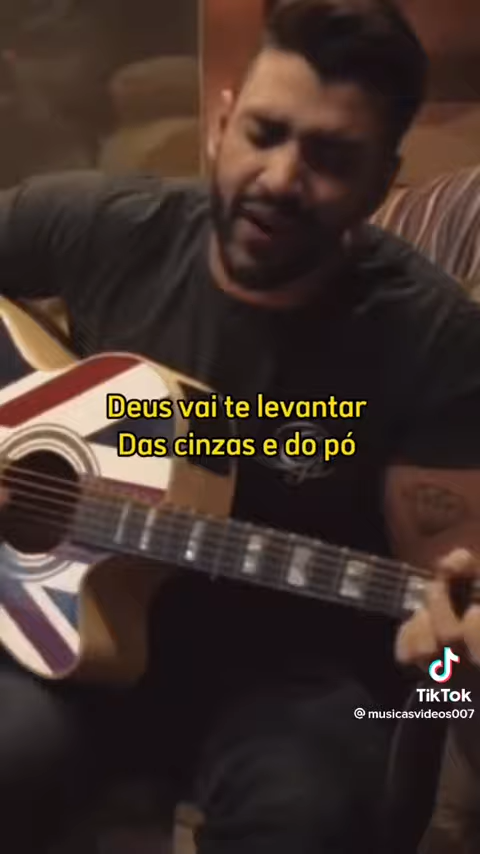 Deus vai te levantar
Das cinzas e do pó
TikTok
@musicasvideos007